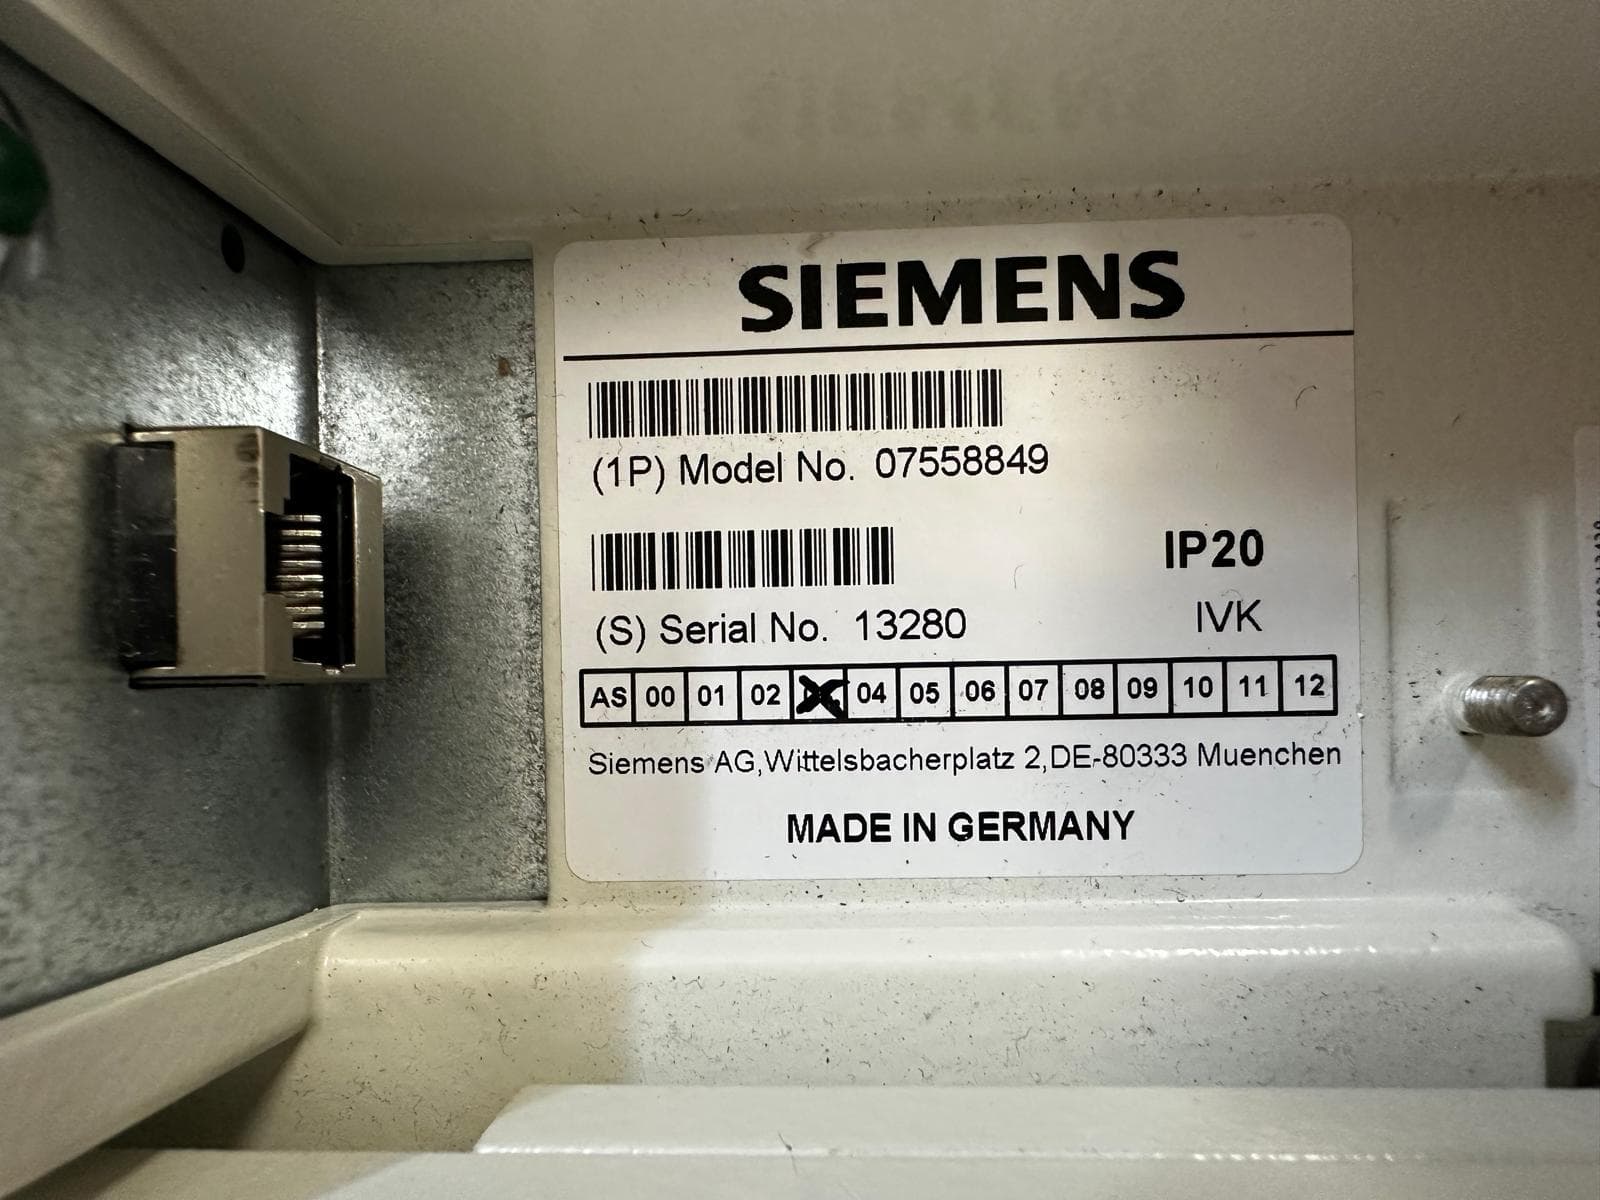 SIEMENS
(1P) Model No. 07558849
IP20
(S) Serial No. 13280
IVK
AS 00 01 02 04 05 06 07 08 09 10 11 12
Siemens AG,Wittelsbacherplatz 2,DE-80333 Muenchen
MADE IN GERMANY